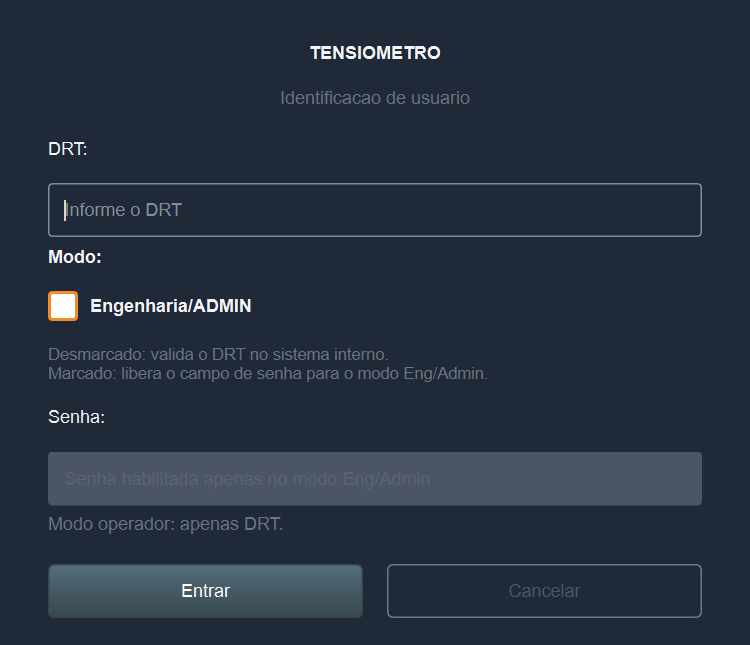 TENSIOMETRO
Identificacao de usuario
DRT:
Informe o DRT
Modo:
Engenharia/ADMIN
Desmarcado: valida o DRT no sistema interno.
Marcado: libera o campo de senha para o modo Eng/Admin.
Senha:
Senha habilitada apenas no modo Eng/Admin
Modo operador: apenas DRT.
Entrar
Cancelar